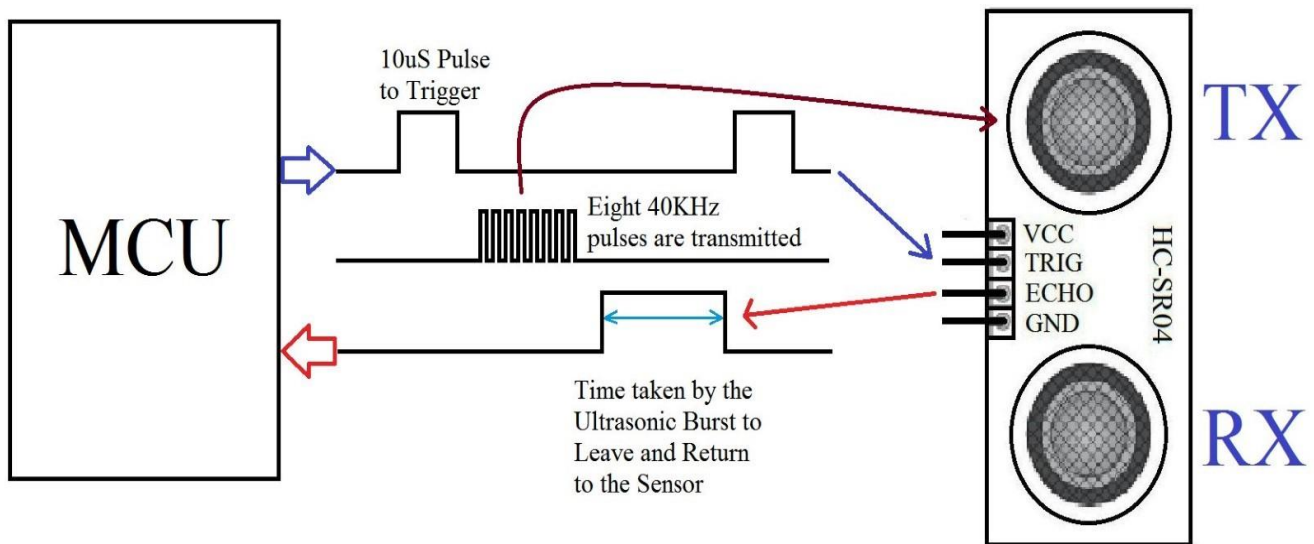 MCU
10uS Pulse
to Trigger
Eight 40KHz
pulses are transmitted
Time taken by the
Ultrasonic Burst to
Leave and Return
to the Sensor
VCC
TRIG
ECHO
GND
HC-SR04
TX
RX